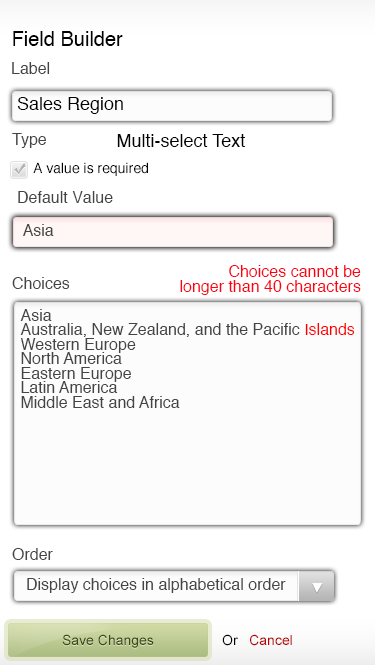 Field Builder
Label
Sales Region
Type Multi-select Text
A value is required
Default Value
Asia
Choices cannot be
longer than 40 characters
Choices
Asia
Australia, New Zealand, and the Pacific Islands
Western Europe
North America
Eastern Europe
Latin America
Middle East and Africa
Order
Display choices in alphabetical order
Save Changes Or Cancel